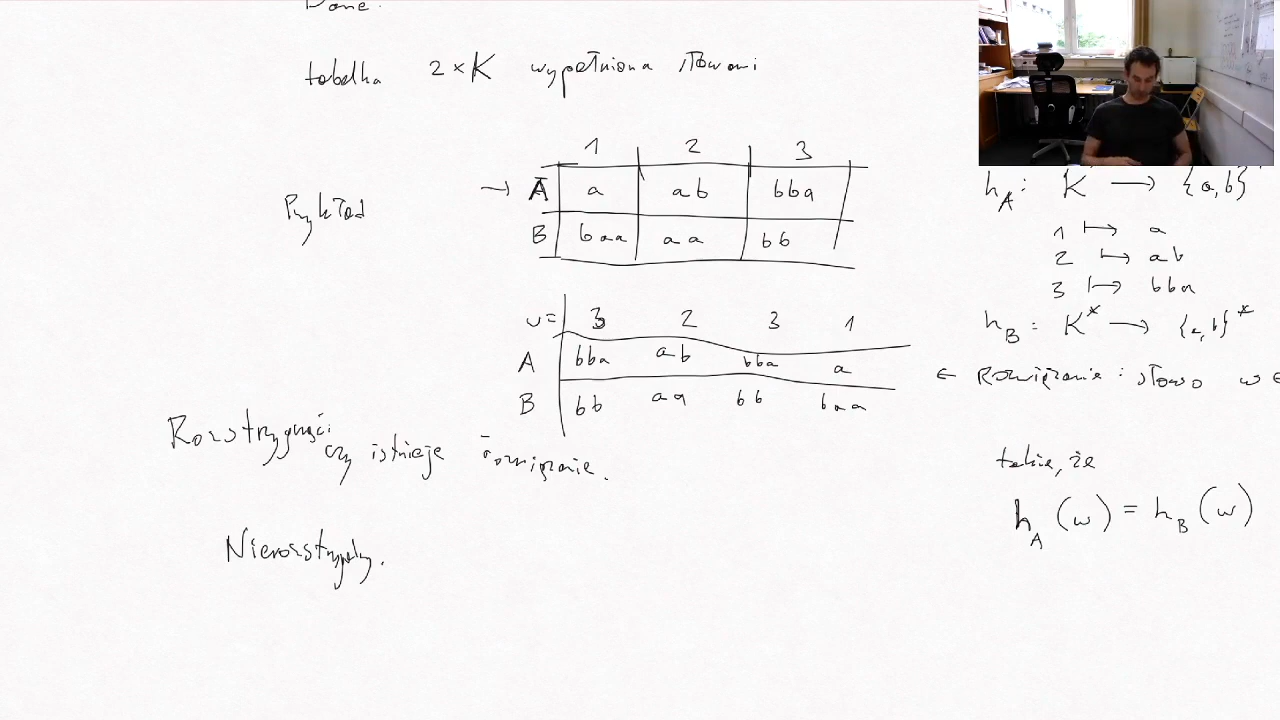 Dane:
tabelka 2 × K wypełniona słowami
1 2 3
Przykład → A a ab bba
B baa aa bb
w = 3 2 3 1
A bba ab bba a
B bb aa bb baa
Rozstrzygnąć:
czy istnieje rozwiązanie.
Nierozstrzygalny.
h_A : K* → {a,b}*
1 ↦ a
2 ↦ ab
3 ↦ bba
h_B : K* → {a,b}*
← Rozwiązanie : słowo w ∈
takie, że
h_A (w) = h_B (w)